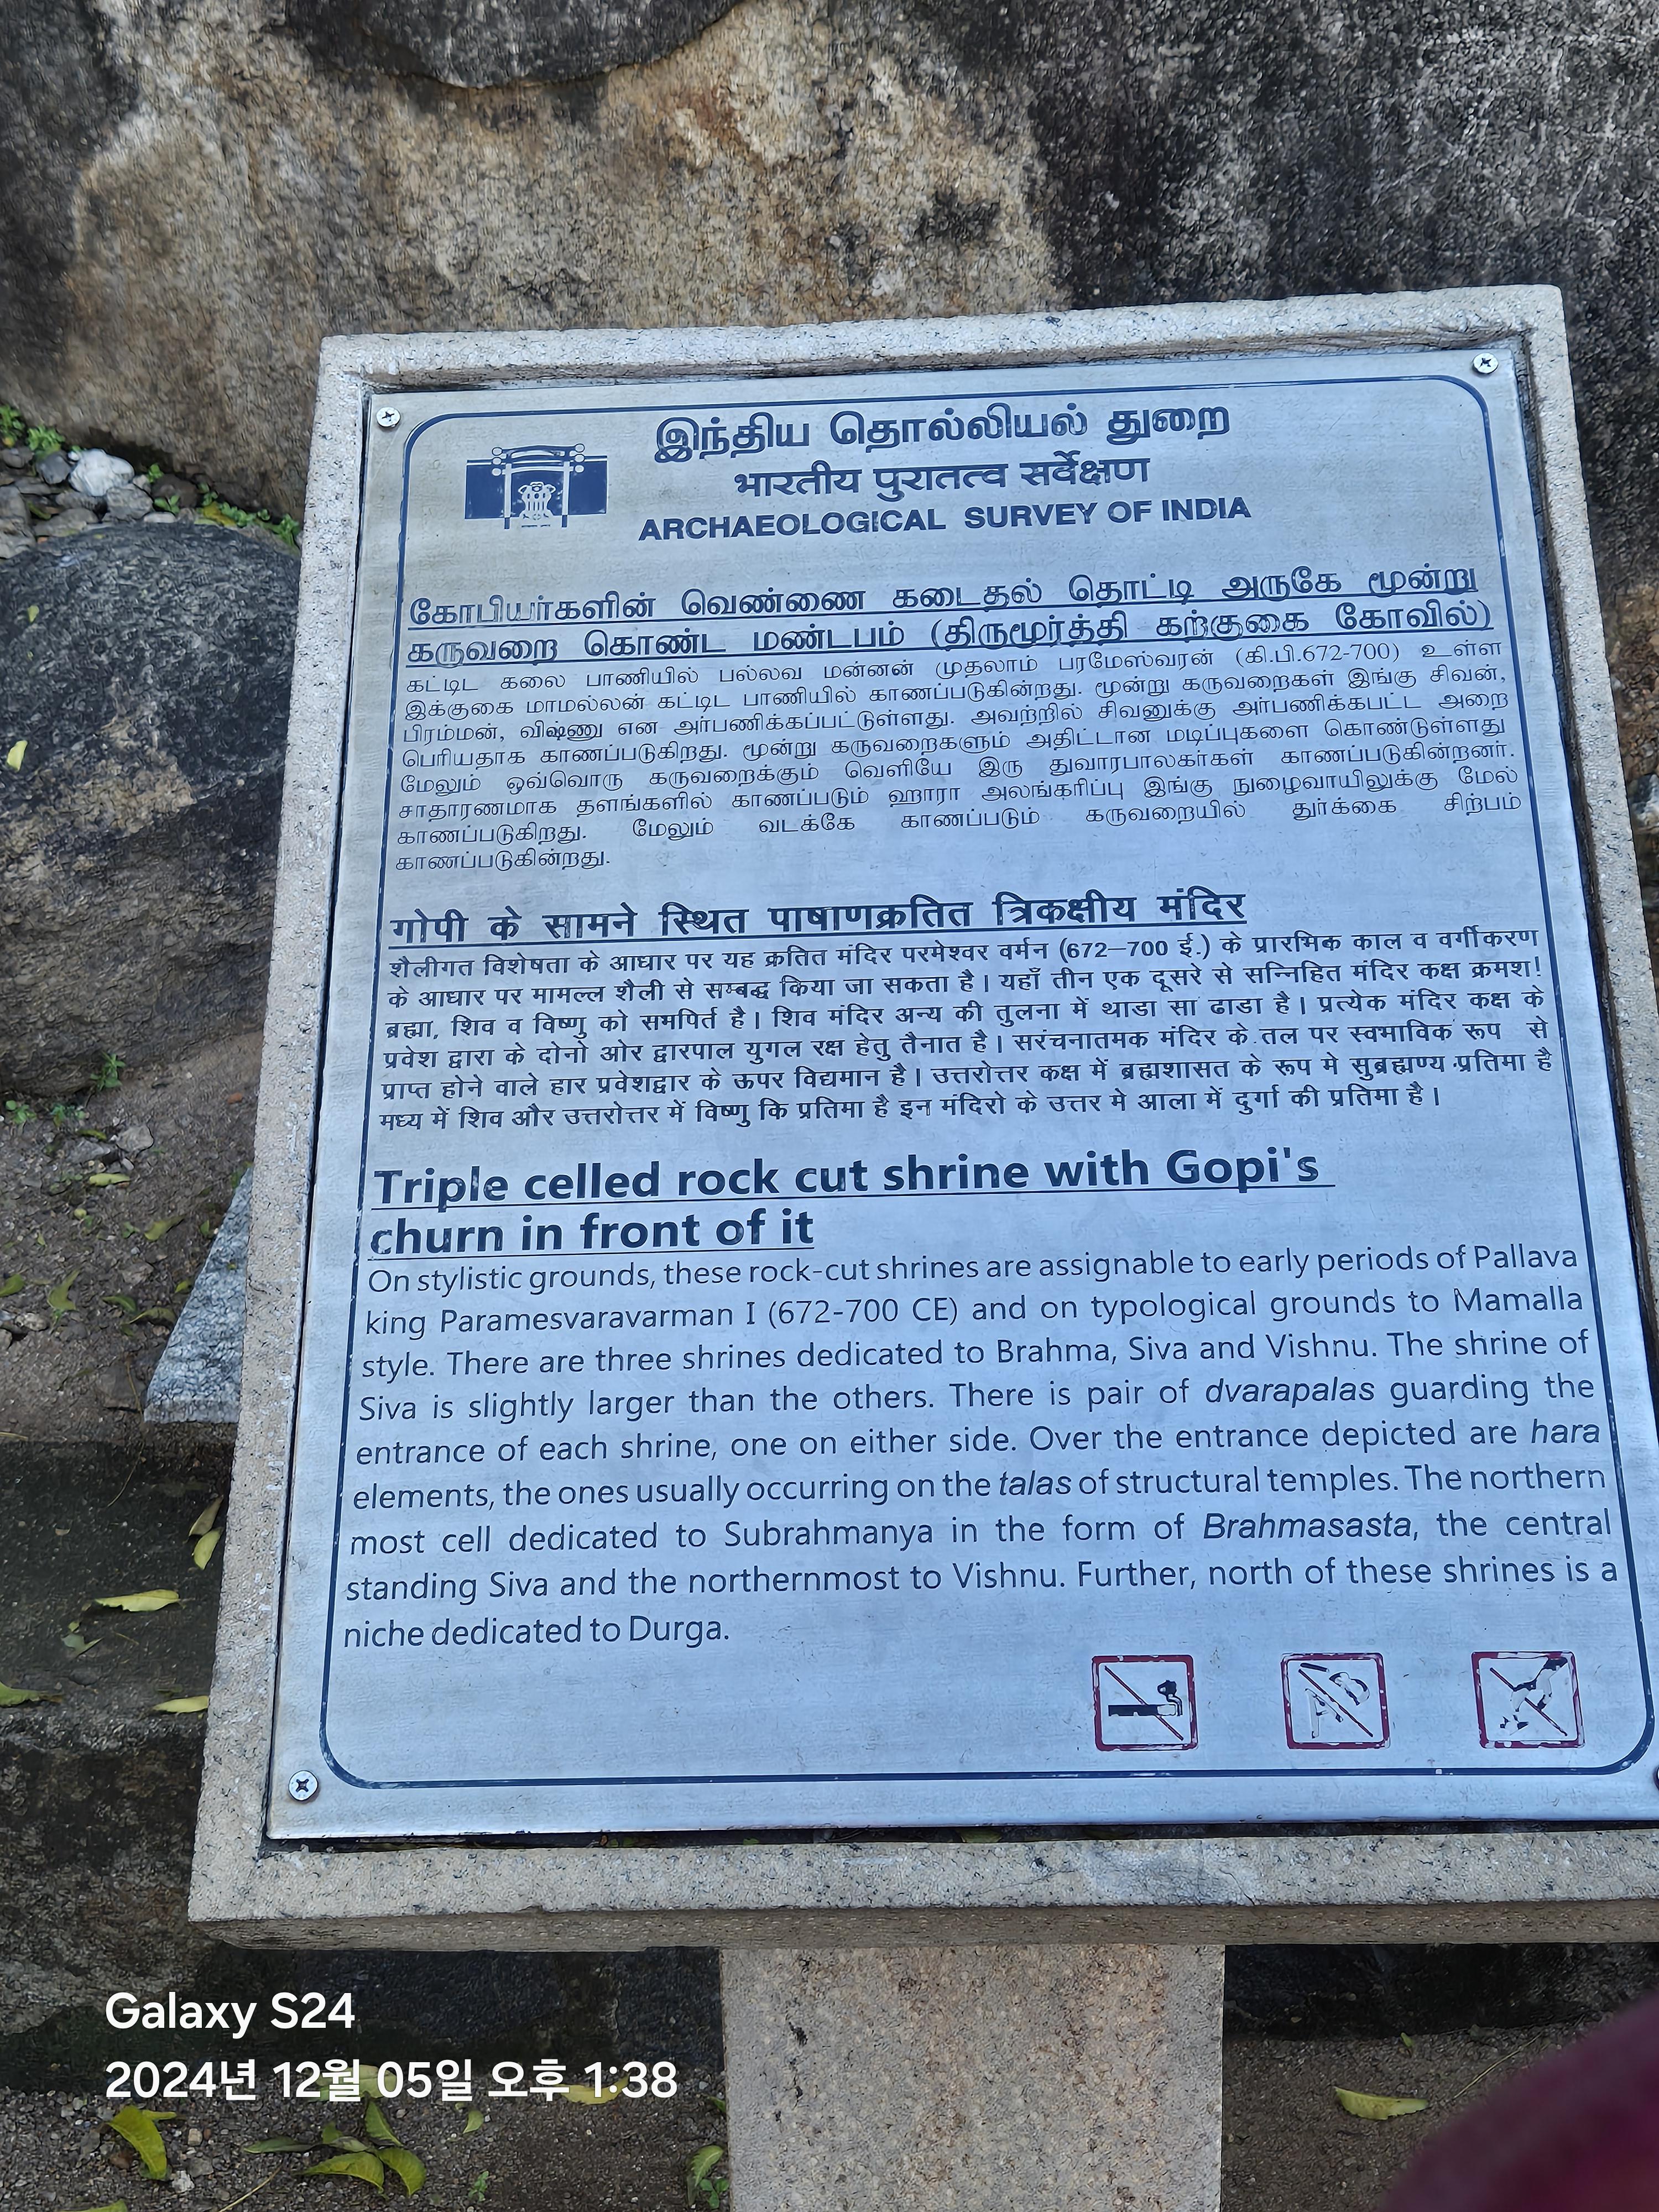 இந்திய தொல்லியல் துறை
भारतीय पुरातत्व सर्वेक्षण
ARCHAEOLOGICAL SURVEY OF INDIA
கோபியர்களின் வெண்ணை கடைதல் தொட்டி அருகே மூன்று
கருவறை கொண்ட மண்டபம் (திருமூர்த்தி கற்குகை கோவில்)
கட்டிட கலை பாணியில் பல்லவ மன்னன் முதலாம் பரமேஸ்வரன் (கி.பி.672-700) உள்ள
இக்குகை மாமல்லன் கட்டிட பாணியில் காணப்படுகின்றது. மூன்று கருவறைகள் இங்கு சிவன்,
பிரம்மன், விஷ்ணு என அர்பணிக்கப்பட்டுள்ளது. அவற்றில் சிவனுக்கு அர்பணிக்கபட்ட அறை
பெரியதாக காணப்படுகிறது. மூன்று கருவறைகளும் அதிட்டான மடிப்புகளை கொண்டுள்ளது
மேலும் ஒவ்வொரு கருவறைக்கும் வெளியே இரு துவாரபாலகர்கள் காணப்படுகின்றனர்.
சாதாரணமாக தளங்களில் காணப்படும் ஹாரா அலங்கரிப்பு இங்கு நுழைவாயிலுக்கு மேல்
காணப்படுகிறது. மேலும் வடக்கே காணப்படும் கருவறையில் துர்க்கை சிற்பம்
காணப்படுகின்றது.
गोपी के सामने स्थित पाषाणक्रतित त्रिकक्षीय मंदिर
शैलीगत विशेषता के आधार पर यह क्रतित मंदिर परमेश्वर वर्मन (672–700 ई.) के प्रारमिक काल व वर्गीकरण
के आधार पर मामल्ल शैली से सम्बद्ध किया जा सकता है। यहाँ तीन एक दूसरे से सन्निहित मंदिर कक्ष क्रमश!
ब्रह्मा, शिव व विष्णु को समपिर्त है। शिव मंदिर अन्य की तुलना में थाडा सा ढाडा है। प्रत्येक मंदिर कक्ष के
प्रवेश द्वारा के दोनो ओर द्वारपाल युगल रक्ष हेतु तैनात है। सरंचनातमक मंदिर के तल पर स्वमाविक रूप से
प्राप्त होने वाले हार प्रवेशद्वार के ऊपर विद्यमान है। उत्तरोत्तर कक्ष में ब्रह्मशासत के रूप मे सुब्रह्मण्य प्रतिमा है
मध्य में शिव और उत्तरोत्तर में विष्णु कि प्रतिमा है इन मंदिरो के उत्तर मे आला में दुर्गा की प्रतिमा है।
Triple celled rock cut shrine with Gopi's
churn in front of it
On stylistic grounds, these rock-cut shrines are assignable to early periods of Pallava
king Paramesvaravarman I (672-700 CE) and on typological grounds to Mamalla
style. There are three shrines dedicated to Brahma, Siva and Vishnu. The shrine of
Siva is slightly larger than the others. There is pair of dvarapalas guarding the
entrance of each shrine, one on either side. Over the entrance depicted are hara
elements, the ones usually occurring on the talas of structural temples. The northern
most cell dedicated to Subrahmanya in the form of Brahmasasta, the central
standing Siva and the northernmost to Vishnu. Further, north of these shrines is a
niche dedicated to Durga.
Galaxy S24
2024년 12월 05일 오후 1:38